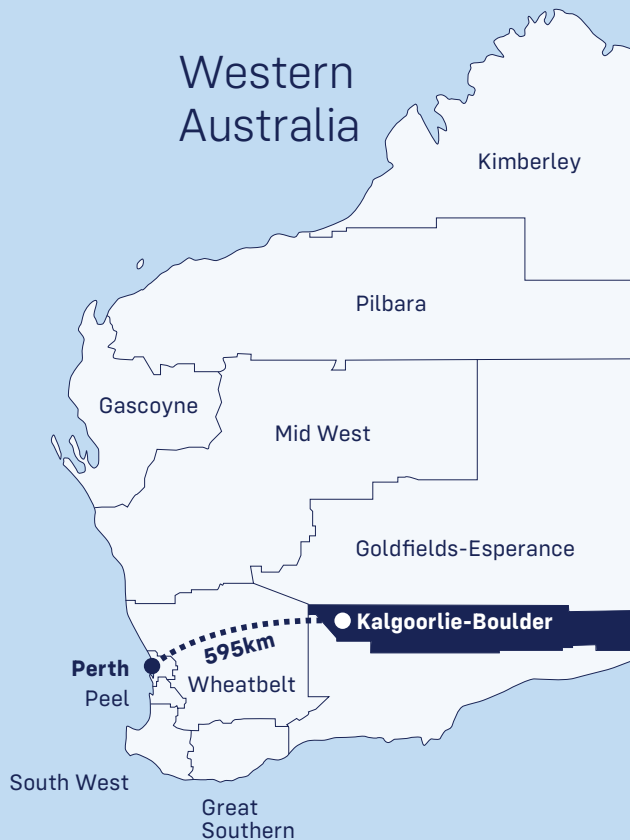 Western
Australia
Kimberley
Pilbara
Gascoyne
Mid West
Goldfields-Esperance
Kalgoorlie-Boulder
595km
Perth
Wheatbelt
Peel
South West
Great
Southern